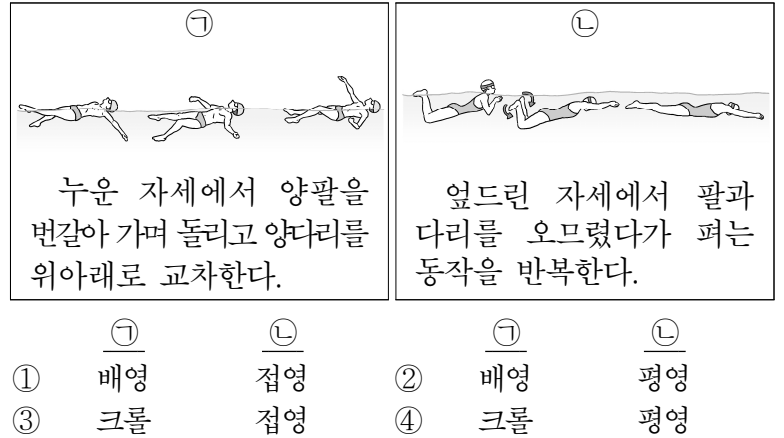 ㉠
누운 자세에서 양팔을
번갈아 가며 돌리고 양다리를
위아래로 교차한다.
㉡
엎드린 자세에서 팔과
다리를 오므렸다가 펴는
동작을 반복한다.
㉠ ㉡ ㉠ ㉡
① 배영 접영 ② 배영 평영
③ 크롤 접영 ④ 크롤 평영